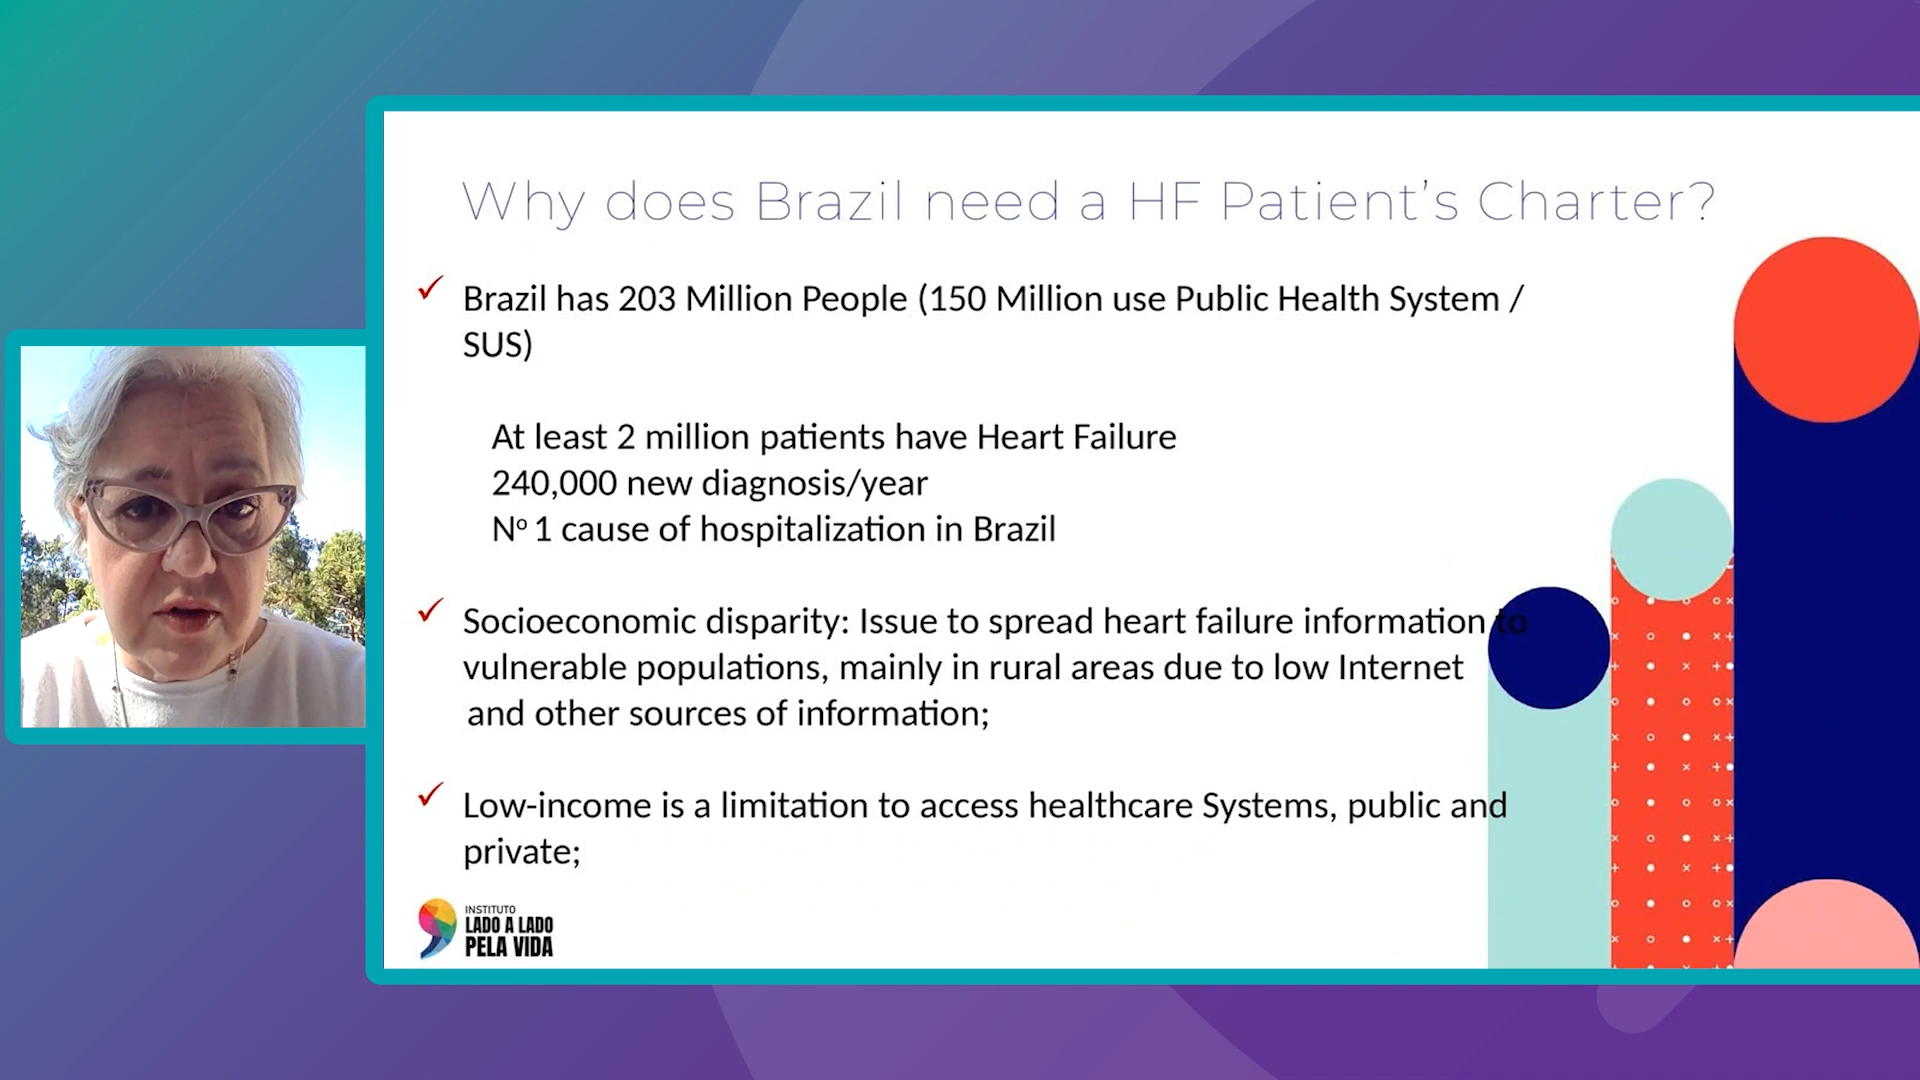 Why does Brazil need a HF Patient's Charter?
Brazil has 203 Million People (150 Million use Public Health System /
SUS)
At least 2 million patients have Heart Failure
240,000 new diagnosis/year
Nº 1 cause of hospitalization in Brazil
Socioeconomic disparity: Issue to spread heart failure information to
vulnerable populations, mainly in rural areas due to low Internet
and other sources of information;
Low-income is a limitation to access healthcare Systems, public and
private;
INSTITUTO
LADO A LADO
PELA VIDA